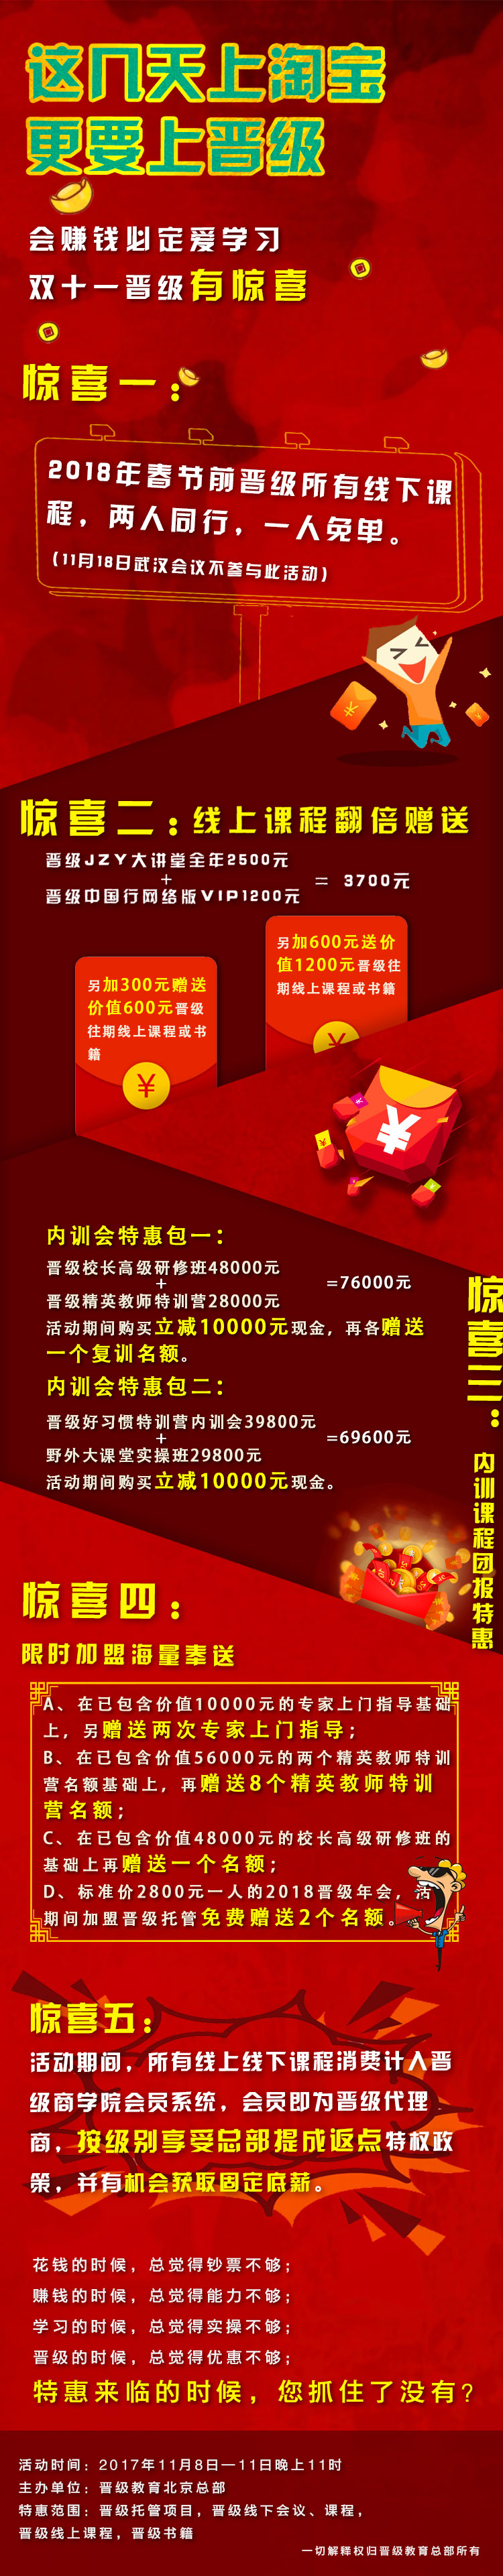 这几天上淘宝
更要上晋级
会赚钱必定爱学习
双十一晋级有惊喜
惊喜一：
2018年春节前晋级所有线下课
程，两人同行，一人免单。
（11月18日武汉会议不参与此活动）
惊喜二：线上课程翻倍赠送
晋级JZY大讲堂全年2500元
+
晋级中国行网络版VIP1200元
= 3700元
另加300元赠送
价值600元晋级
往期线上课程或书
籍
¥
另加600元送价
值1200元晋级往
期线上课程或书籍
¥
¥
惊喜三：
内训课程团报特惠
内训会特惠包一：
晋级校长高级研修班48000元
+
晋级精英教师特训营28000元
=76000元
活动期间购买立减10000元现金，再各赠送
一个复训名额。
内训会特惠包二：
晋级好习惯特训营内训会39800元
+
野外大课堂实操班29800元
=69600元
活动期间购买立减10000元现金。
惊喜四：
限时加盟海量奉送
A、在已包含价值10000元的专家上门指导基础
上，另赠送两次专家上门指导；
B、在已包含价值56000元的两个精英教师特训
营名额基础上，再赠送8个精英教师特训
营名额；
C、在已包含价值48000元的校长高级研修班的
基础上再赠送一个名额；
D、标准价2800元一人的2018晋级年会，
期间加盟晋级托管免费赠送2个名额。
惊喜五：
活动期间，所有线上线下课程消费计入晋
级商学院会员系统，会员即为晋级代理
商，按级别享受总部提成返点特权政
策，并有机会获取固定底薪。
花钱的时候，总觉得钞票不够；
赚钱的时候，总觉得能力不够；
学习的时候，总觉得实操不够；
晋级的时候，总觉得优惠不够；
特惠来临的时候，您抓住了没有？
活动时间：2017年11月8日—11日晚上11时
主办单位：晋级教育北京总部
特惠范围：晋级托管项目，晋级线下会议、课程，
晋级线上课程，晋级书籍
一切解释权归晋级教育总部所有